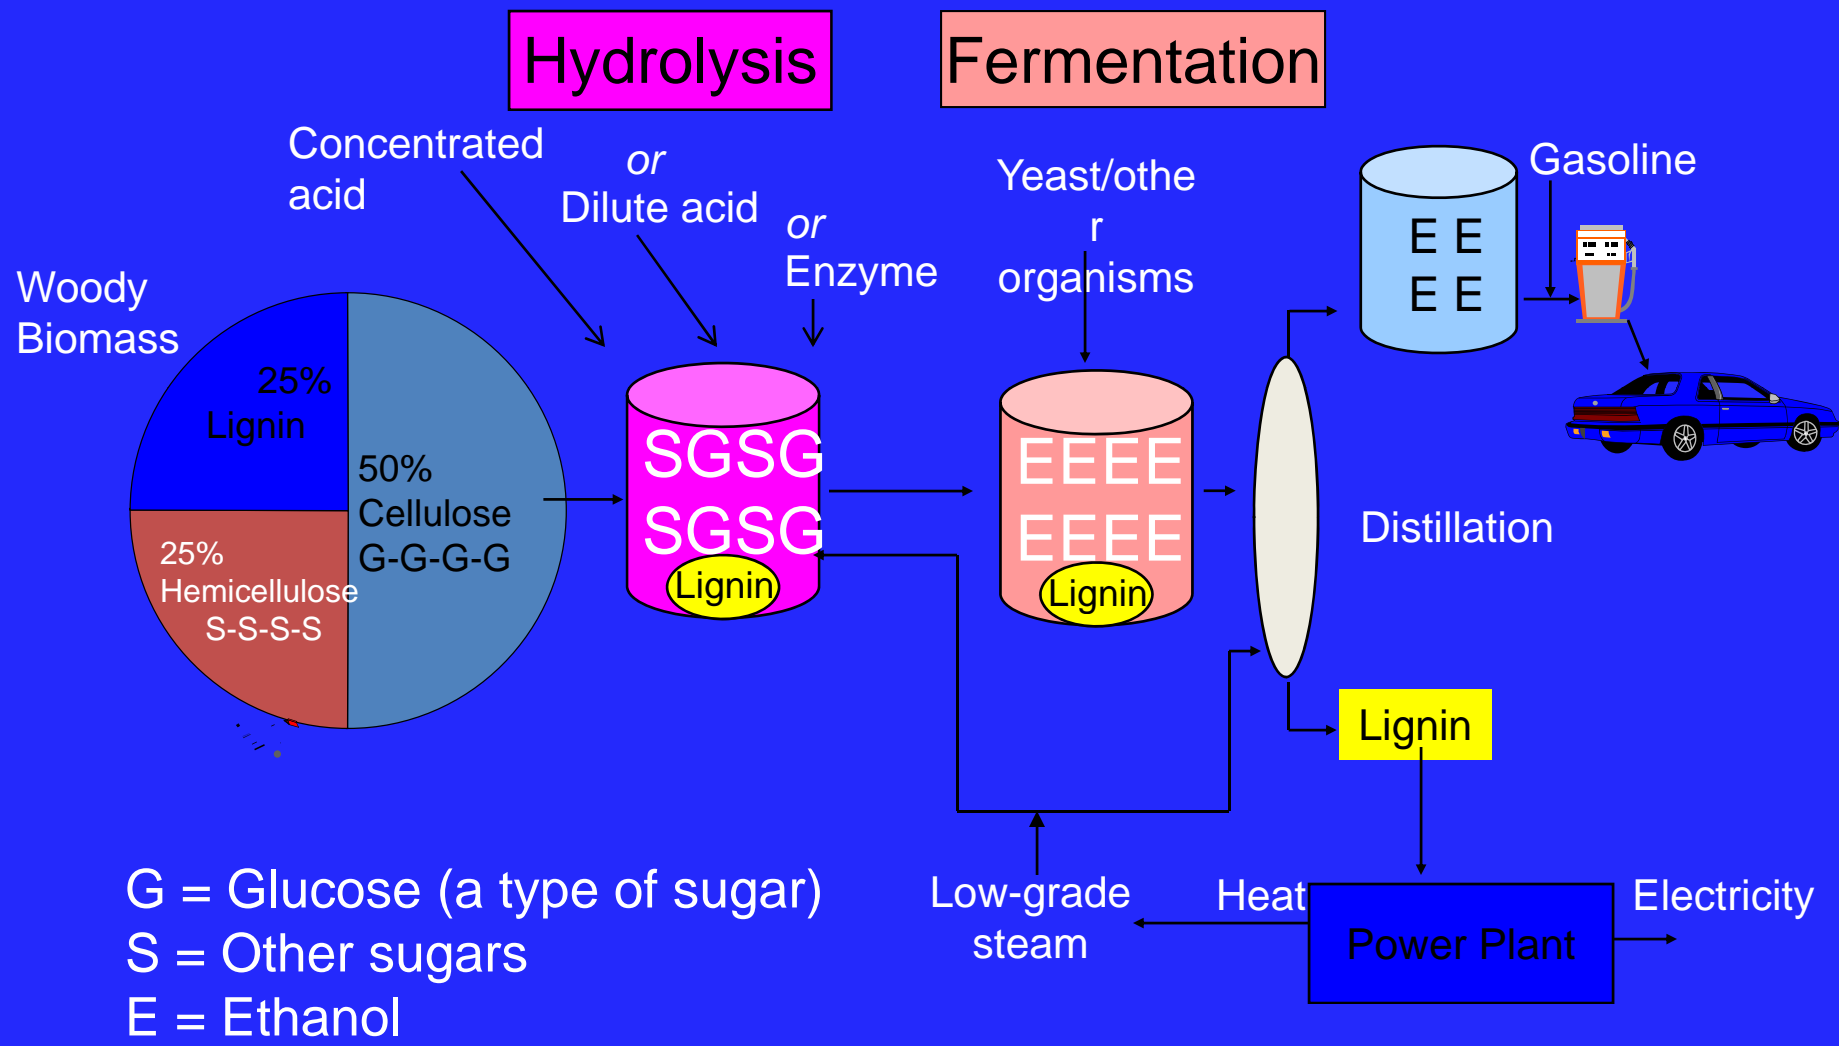 Hydrolysis
Fermentation
Concentrated
acid
or
Dilute acid
or
Enzyme
Yeast/othe
r
organisms
Gasoline
E E
E E
Woody
Biomass
25%
Lignin
50%
Cellulose
G-G-G-G
25%
Hemicellulose
S-S-S-S
SGSG
SGSG
Lignin
EEEE
EEEE
Lignin
Distillation
Lignin
Low-grade
steam
Heat
Power Plant
Electricity
G = Glucose (a type of sugar)
S = Other sugars
E = Ethanol